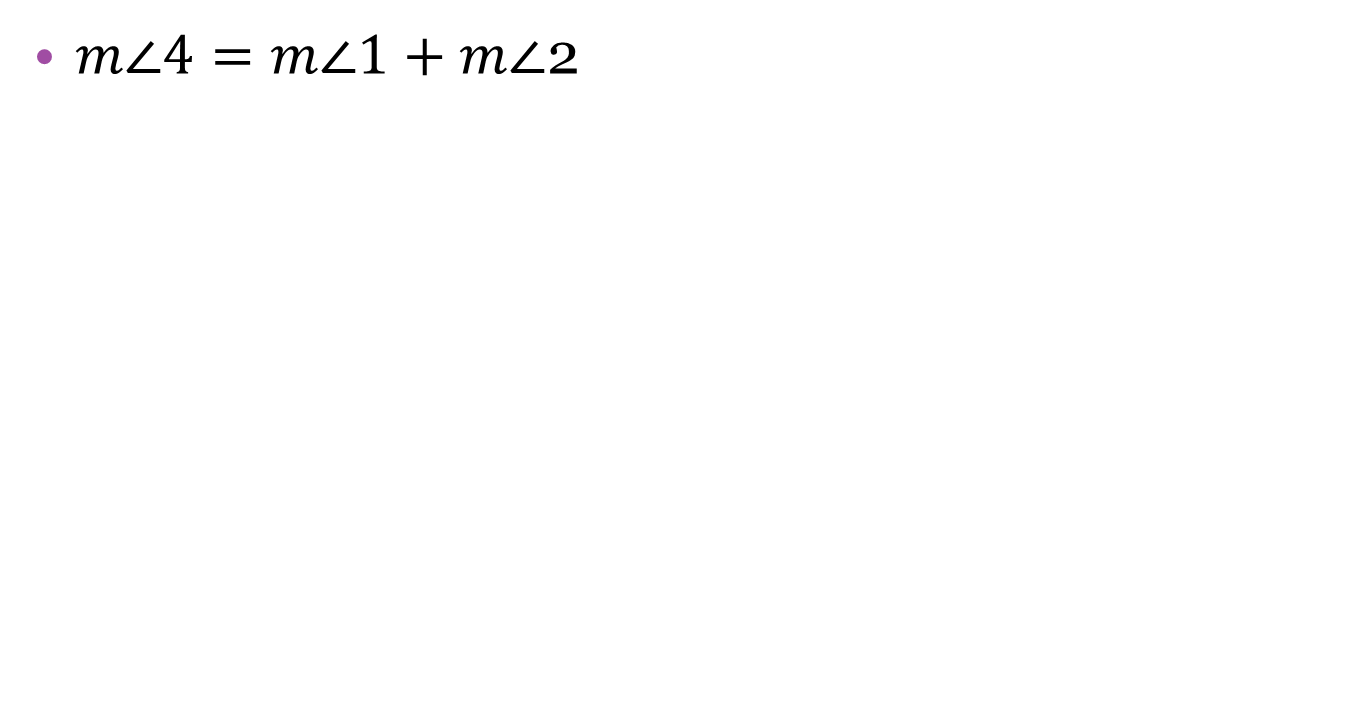 • m∠4 = m∠1 + m∠2